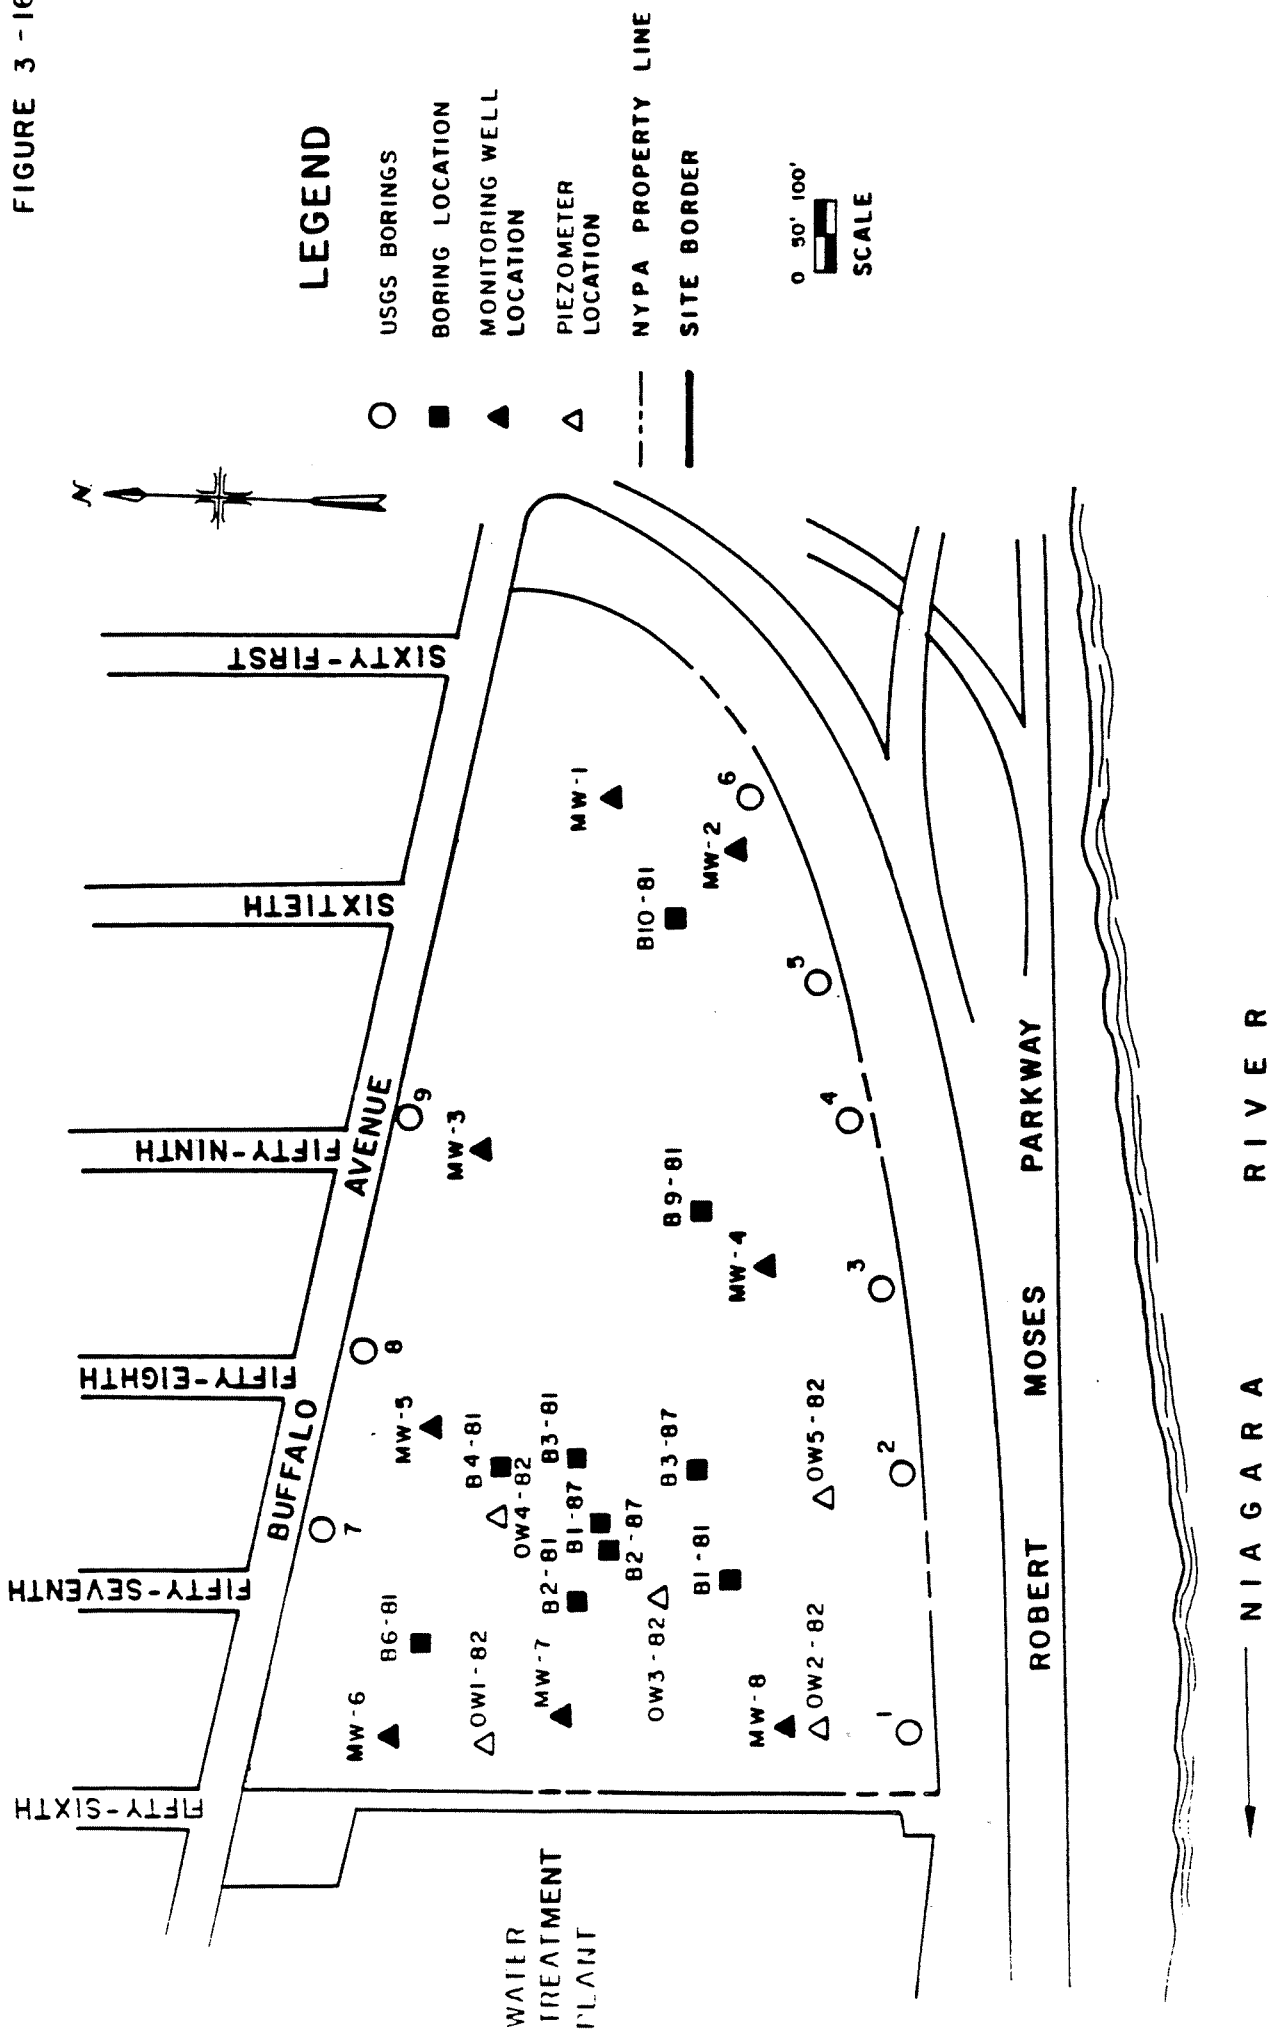 FIGURE 3 -16
LEGEND
USGS BORINGS
BORING LOCATION
MONITORING WELL
LOCATION
PIEZOMETER
LOCATION
NYPA PROPERTY LINE
SITE BORDER
0 50' 100'
SCALE
N
FIFTY-SIXTH
FIFTY-SEVENTH
FIFTY-EIGHTH
FIFTY-NINTH
SIXTIETH
SIXTY-FIRST
BUFFALO AVENUE
7
8
9
MW-6
B6-81
MW-5
MW-3
OW1-82
B4-81
OW4-82
MW-7
B2-81
B1-87
B3-81
B2-87
OW3-82
B1-81
B3-87
B9-81
B10-81
MW-1
MW-8
OW2-82
OW5-82
MW-4
MW-2
1
2
3
4
5
6
WATER
TREATMENT
PLANT
ROBERT MOSES PARKWAY
NIAGARA RIVER